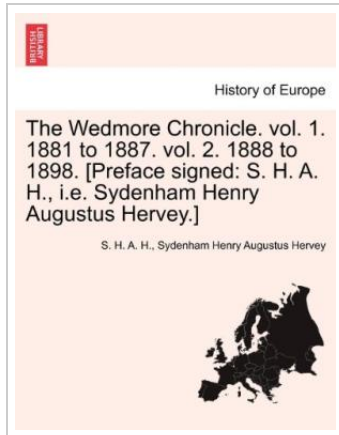 BRITISH
LIBRARY
History of Europe
The Wedmore Chronicle. vol. 1.
1881 to 1887. vol. 2. 1888 to
1898. [Preface signed: S. H. A.
H., i.e. Sydenham Henry
Augustus Hervey.]
S. H. A. H., Sydenham Henry Augustus Hervey